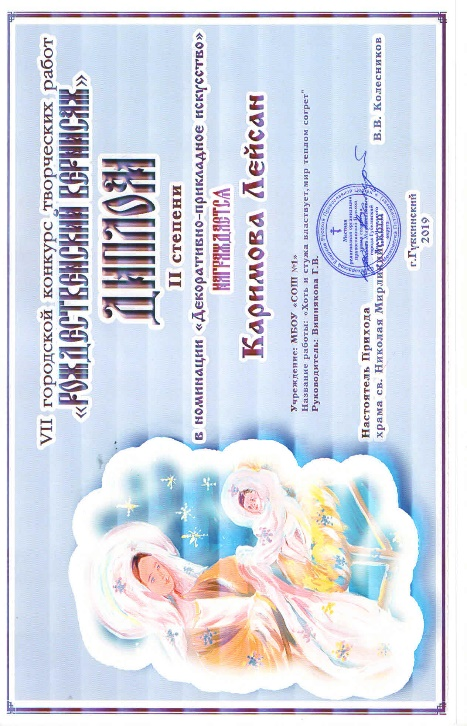 VII городской конкурс творческих работ
«РОЖДЕСТВЕНСКИЙ ВЕРНИСАЖ»
ДИПЛОМ
II степени
в номинации «Декоративно-прикладное искусство»
НАГРАЖДАЕТСЯ
Каримова Лейсан
Учреждение: МБОУ «СОШ №1»
Название работы: «Хоть и стужа властвует, мир теплом согрет"
Руководитель: Вишнякова Г.В.
Настоятель Прихода
храма св. Николая Мирликийского В.В. Колесников
г.Губкинский
2019